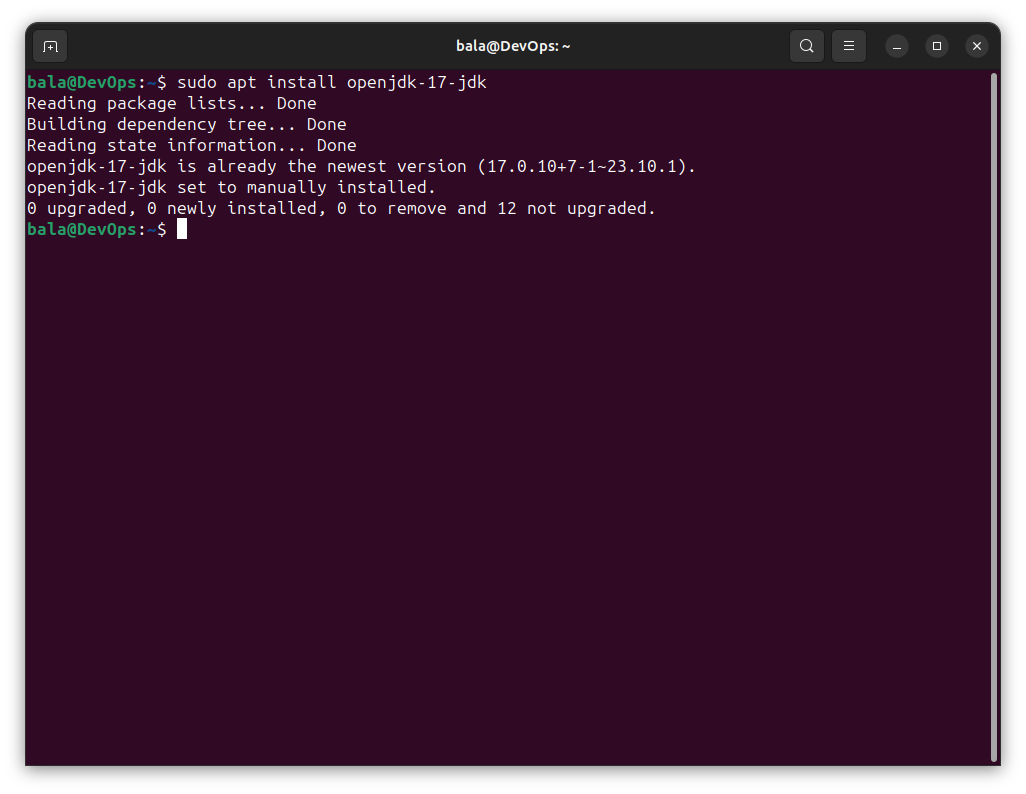 bala@DevOps: ~
bala@DevOps:~$ sudo apt install openjdk-17-jdk
Reading package lists... Done
Building dependency tree... Done
Reading state information... Done
openjdk-17-jdk is already the newest version (17.0.10+7-1~23.10.1).
openjdk-17-jdk set to manually installed.
0 upgraded, 0 newly installed, 0 to remove and 12 not upgraded.
bala@DevOps:~$